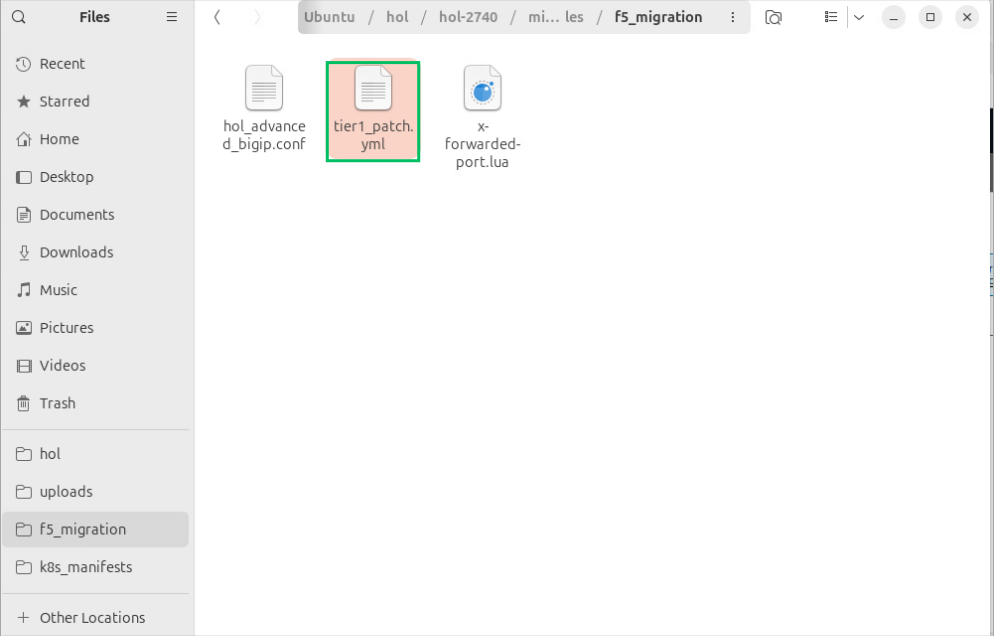 Files
Ubuntu / hol / hol-2740 / mi… les / f5_migration
Recent
Starred
Home
Desktop
Documents
Downloads
Music
Pictures
Videos
Trash
hol
uploads
f5_migration
k8s_manifests
Other Locations
hol_advance
d_bigip.conf
tier1_patch.
yml
x-
forwarded-
port.lua